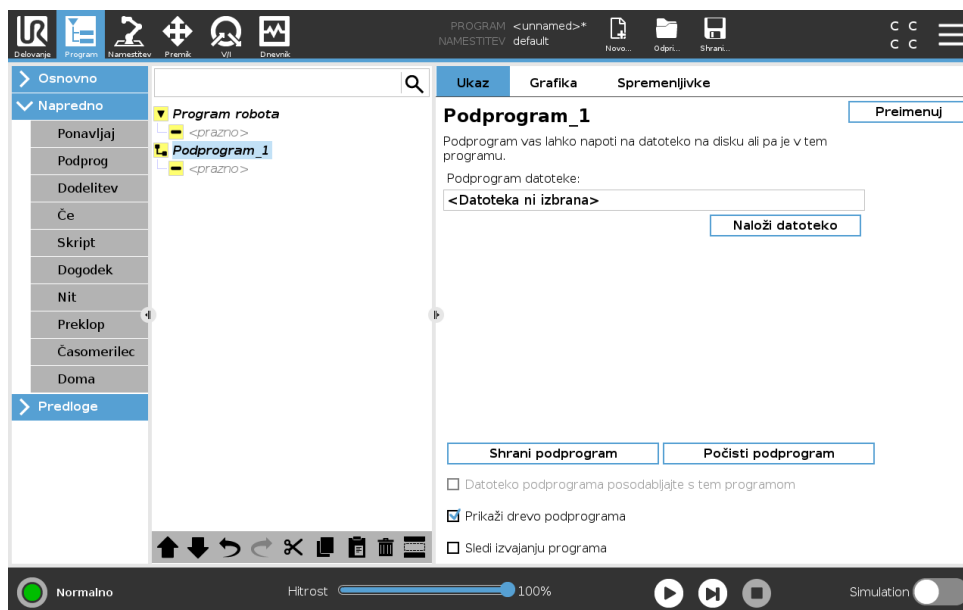 PROGRAM <unnamed>*
NAMESTITEV default
Delovanje
Program
Namestitev
Premik
V/I
Dnevnik
Novo...
Odpri...
Shrani...
C C
C C
Osnovno
Napredno
Ponavljaj
Podprog
Dodelitev
Če
Skript
Dogodek
Nit
Preklop
Časomerilec
Doma
Predloge
Program robota
<prazno>
Podprogram_1
<prazno>
Ukaz
Grafika
Spremenljivke
Podprogram_1
Preimenuj
Podprogram vas lahko napoti na datoteko na disku ali pa je v tem
programu.
Podprogram datoteke:
<Datoteka ni izbrana>
Naloži datoteko
Shrani podprogram
Počisti podprogram
Datoteko podprograma posodabljajte s tem programom
Prikaži drevo podprograma
Sledi izvajanju programa
Normalno
Hitrost
100%
Simulation